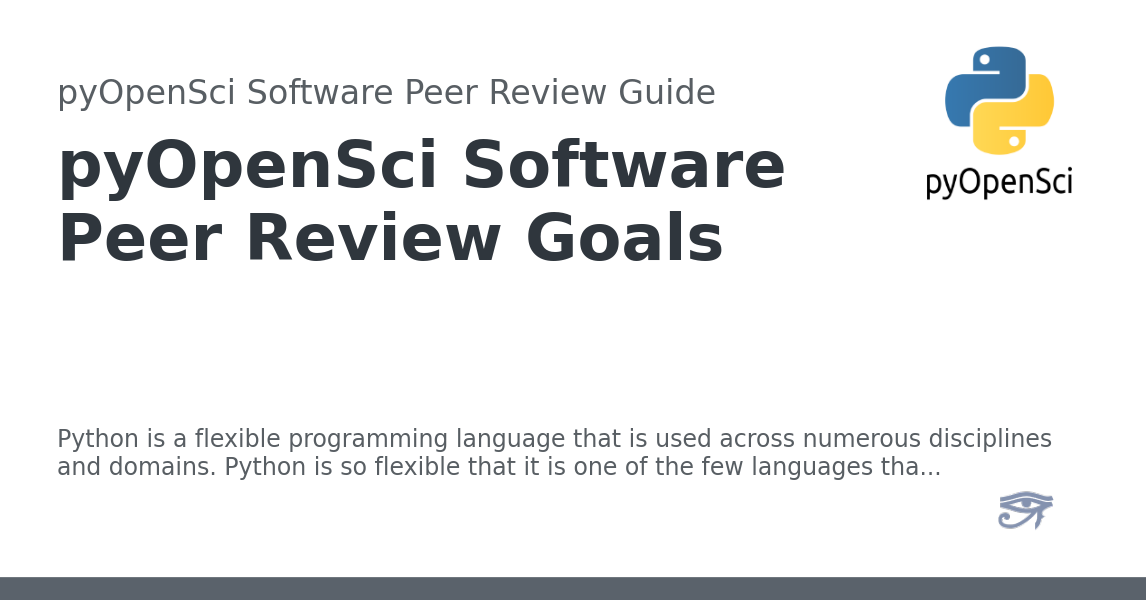 pyOpenSci Software Peer Review Guide
pyOpenSci Software
Peer Review Goals
pyOpenSci
Python is a flexible programming language that is used across numerous disciplines
and domains. Python is so flexible that it is one of the few languages tha...